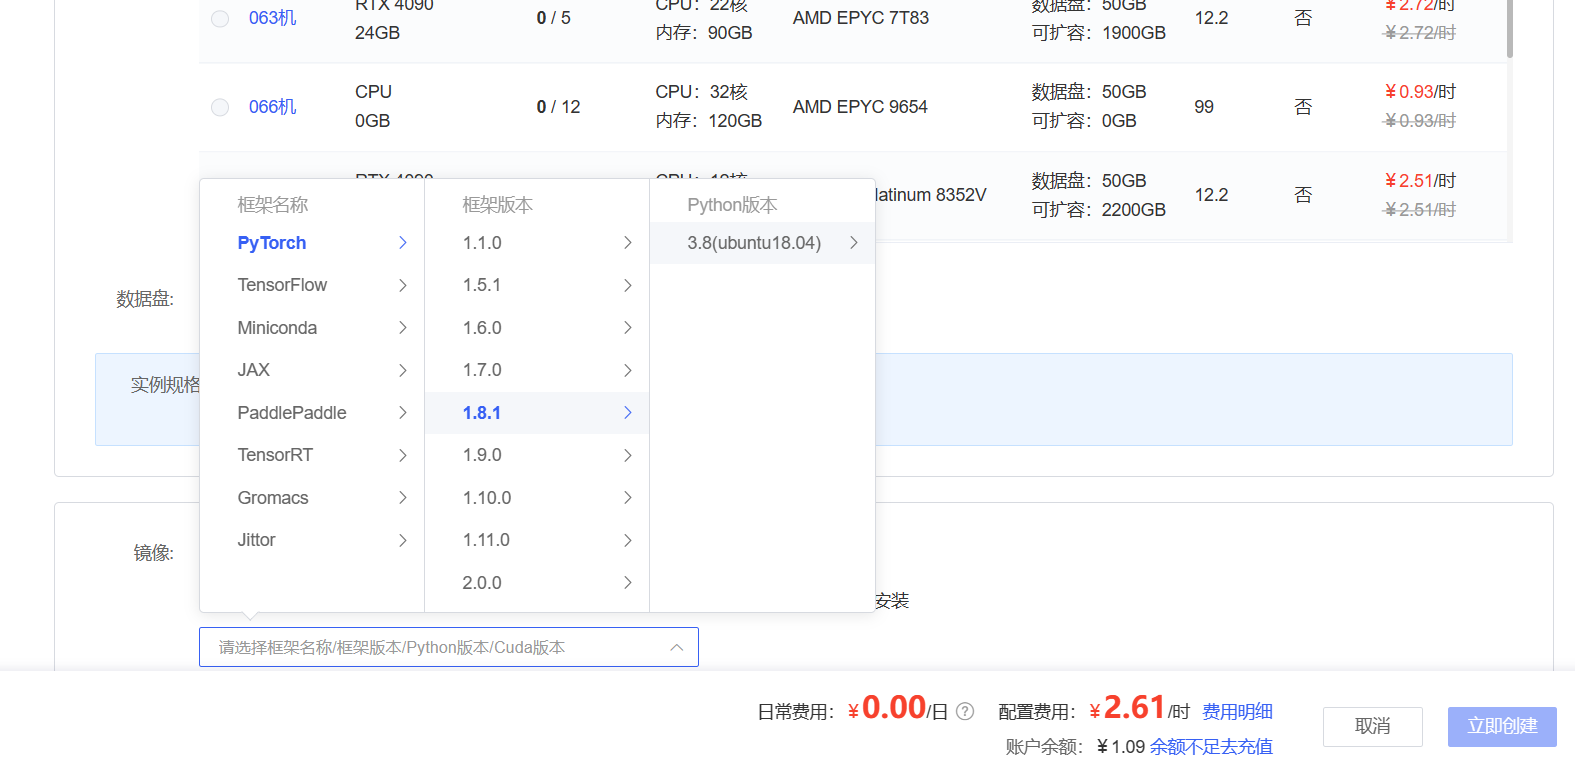 063机 RTX 4090 24GB 0 / 5 CPU：22核 内存：90GB AMD EPYC 7T83 数据盘：50GB 可扩容：1900GB 12.2 否 ￥2.72/时 ￥2.72/时
066机 CPU 0GB 0 / 12 CPU：32核 内存：120GB AMD EPYC 9654 数据盘：50GB 可扩容：0GB 99 否 ￥0.93/时 ￥0.93/时
latinum 8352V 数据盘：50GB 可扩容：2200GB 12.2 否 ￥2.51/时 ￥2.51/时
框架名称 框架版本 Python版本
PyTorch 1.1.0 3.8(ubuntu18.04)
TensorFlow 1.5.1
数据盘:
Miniconda 1.6.0
JAX 1.7.0
实例规格
PaddlePaddle 1.8.1
TensorRT 1.9.0
Gromacs 1.10.0
Jittor 1.11.0
镜像:
2.0.0
安装
请选择框架名称/框架版本/Python版本/Cuda版本
日常费用：￥0.00/日 ? 配置费用：￥2.61/时 费用明细
账户余额：￥1.09 余额不足去充值
取消 立即创建